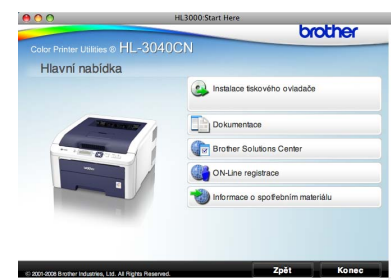 HL3000:Start Here
brother
Color Printer Utilities ® HL-3040CN
Hlavní nabídka
Instalace tiskového ovladače
Dokumentace
Brother Solutions Center
ON-Line registrace
Informace o spotřebním materiálu
© 2001-2008 Brother Industries, Ltd. All Rights Reserved.
Zpět
Konec